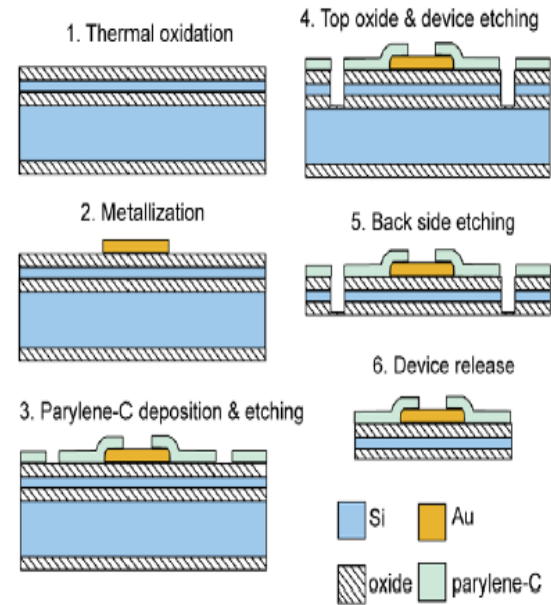 1. Thermal oxidation
2. Metallization
3. Parylene-C deposition & etching
4. Top oxide & device etching
5. Back side etching
6. Device release
Si
Au
oxide
parylene-C